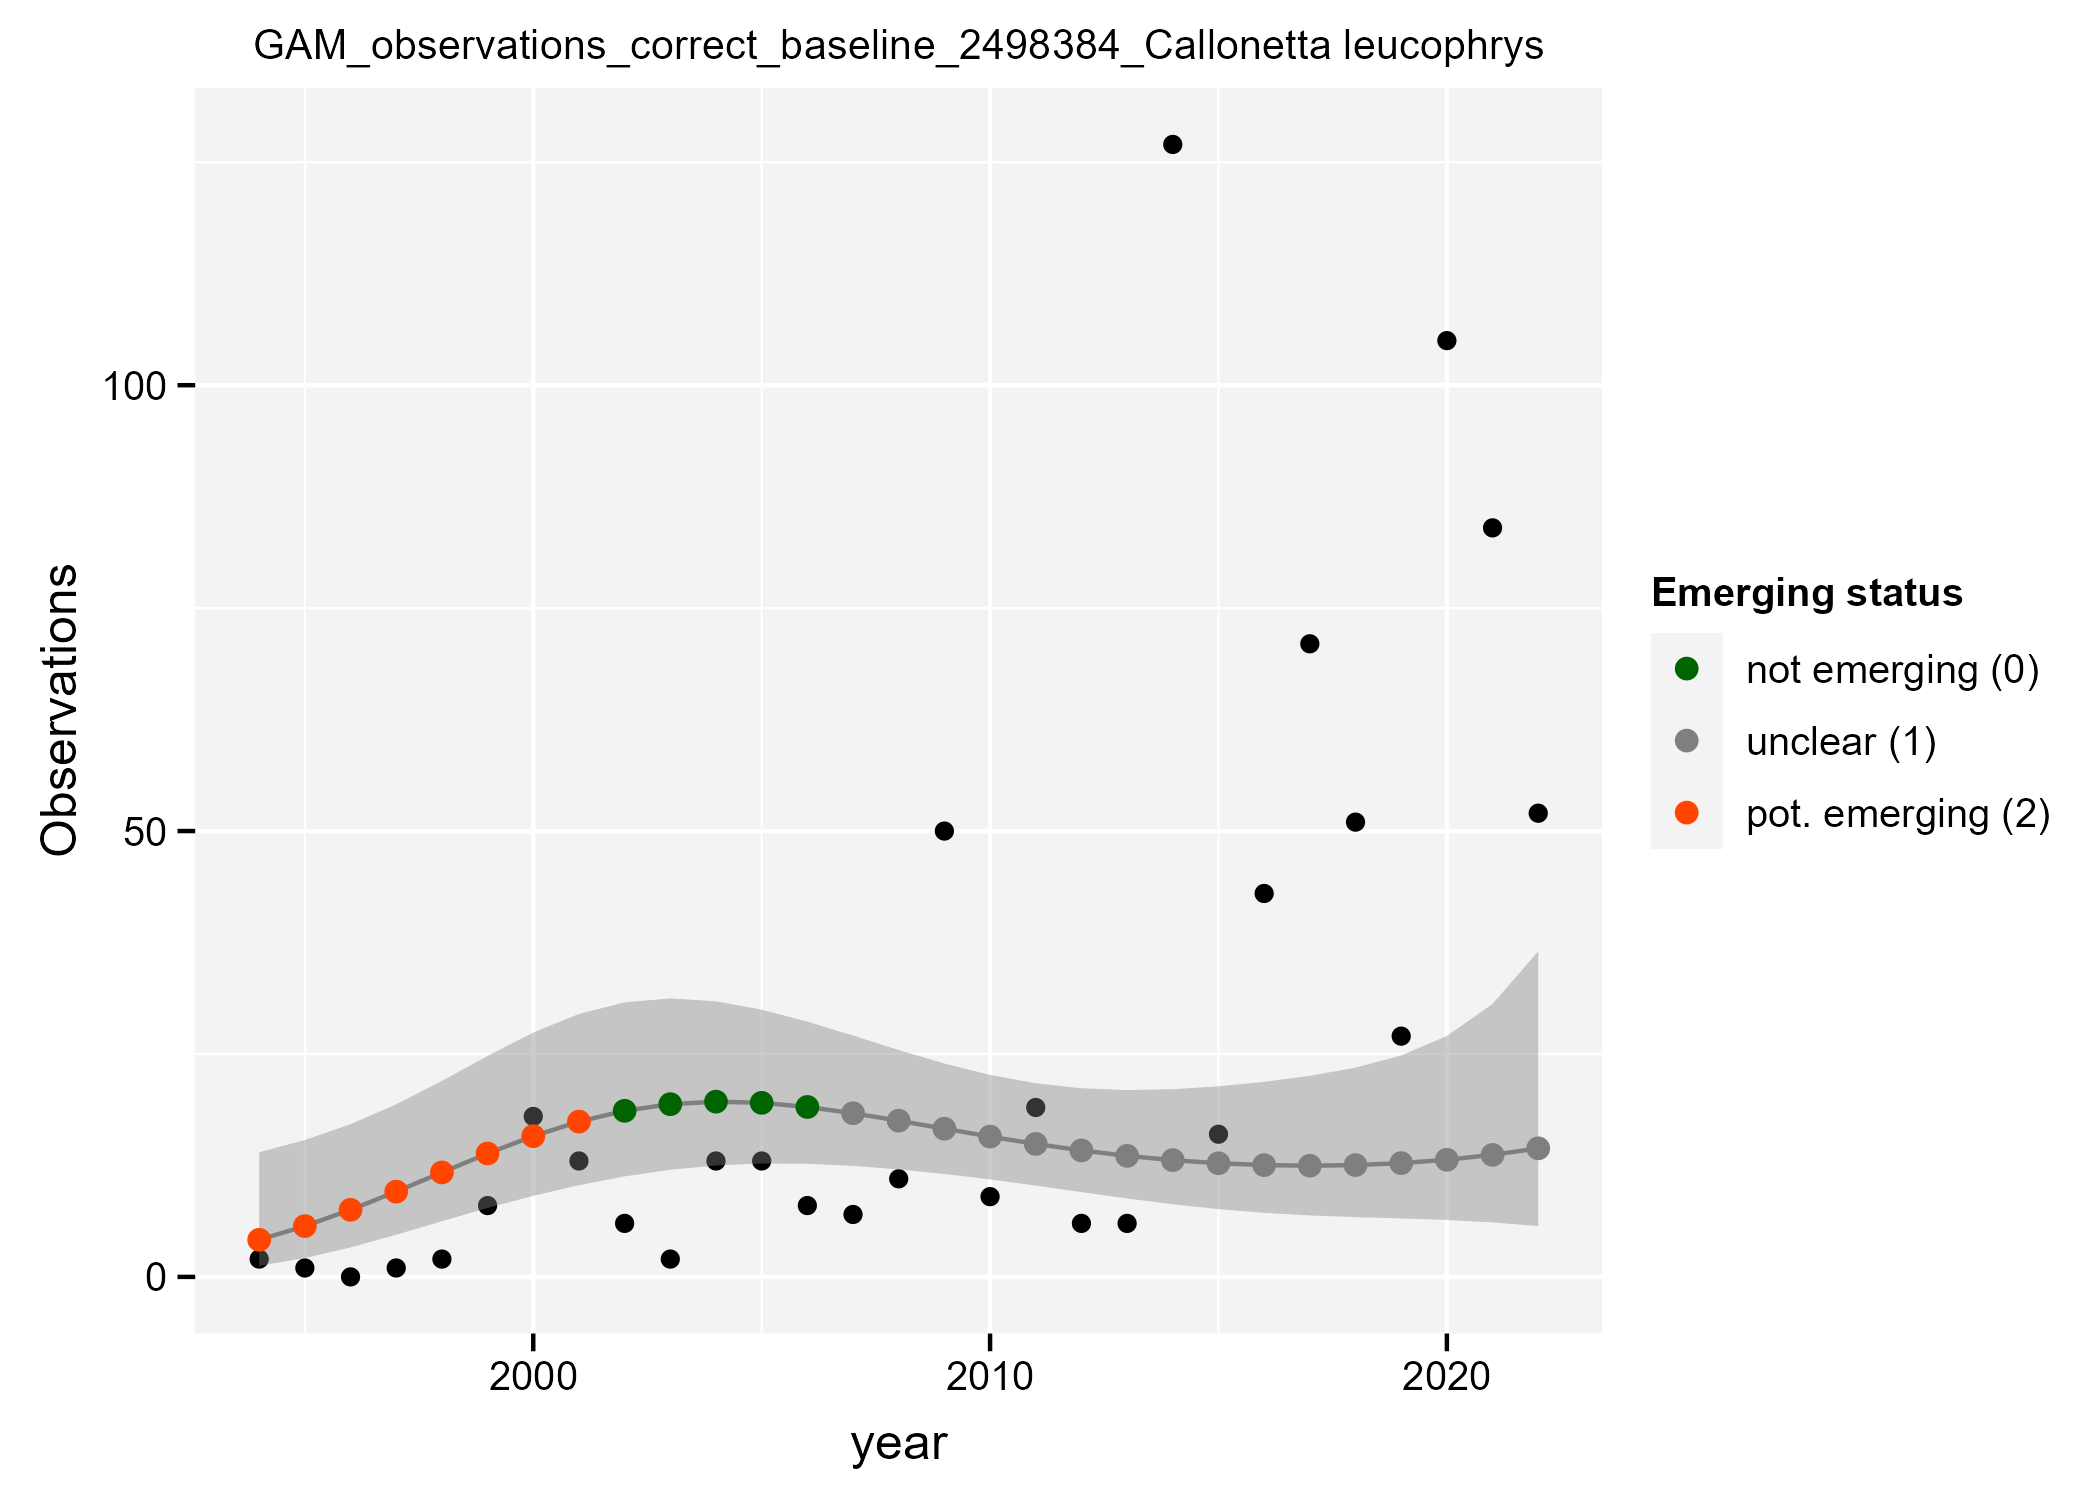 GAM_observations_correct_baseline_2498384_Callonetta leucophrys
Observations
100
50
0
2000 2010 2020
year
Emerging status
not emerging (0)
unclear (1)
pot. emerging (2)